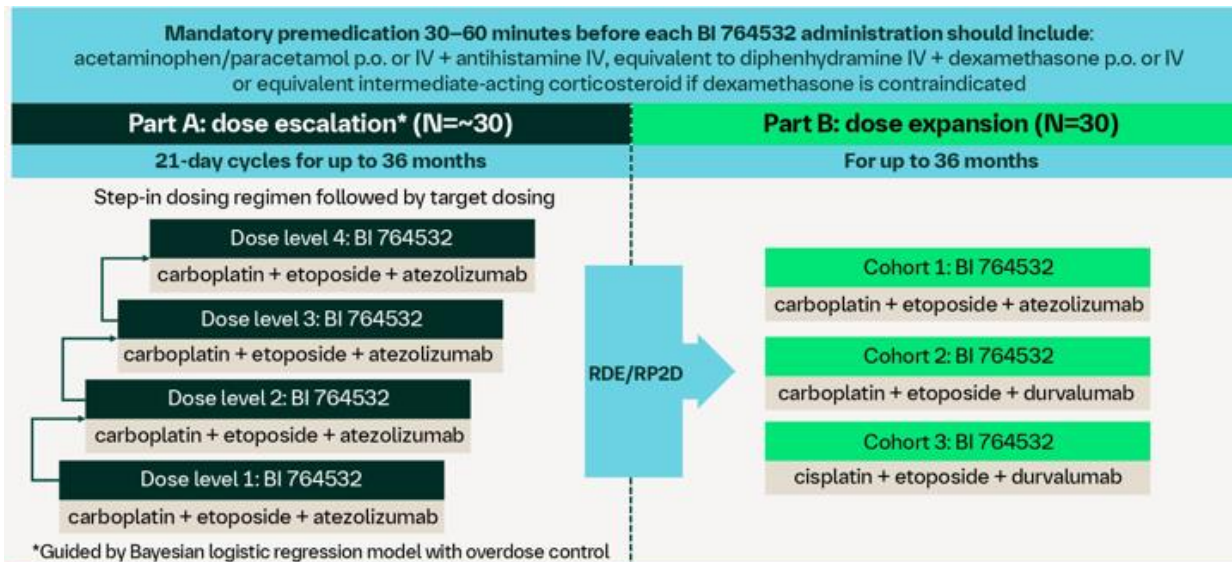 Mandatory premedication 30–60 minutes before each BI 764532 administration should include:
acetaminophen/paracetamol p.o. or IV + antihistamine IV, equivalent to diphenhydramine IV + dexamethasone p.o. or IV
or equivalent intermediate-acting corticosteroid if dexamethasone is contraindicated
Part A: dose escalation* (N=~30)
21-day cycles for up to 36 months
Step-in dosing regimen followed by target dosing
Dose level 4: BI 764532
carboplatin + etoposide + atezolizumab
Dose level 3: BI 764532
carboplatin + etoposide + atezolizumab
Dose level 2: BI 764532
carboplatin + etoposide + atezolizumab
Dose level 1: BI 764532
carboplatin + etoposide + atezolizumab
*Guided by Bayesian logistic regression model with overdose control
RDE/RP2D
Part B: dose expansion (N=30)
For up to 36 months
Cohort 1: BI 764532
carboplatin + etoposide + atezolizumab
Cohort 2: BI 764532
carboplatin + etoposide + durvalumab
Cohort 3: BI 764532
cisplatin + etoposide + durvalumab